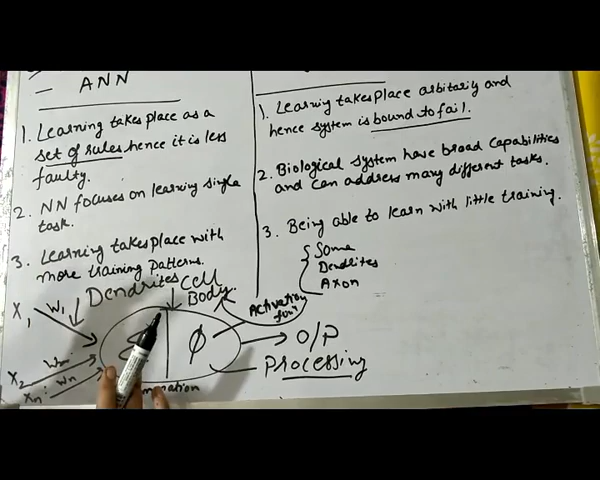 - ANN
1. Learning takes place as a
set of rules hence it is less
faulty.
2. NN focuses on learning single
task.
3. Learning takes place with
more training patterns.
1. Learning takes place arbitarily and
hence system is bound to fail.
2. Biological system have broad capabilities
and can address many different tasks.
3. Being able to learn with little training.
Soma
Dendrites
Axon
Dendrites
Cell
Body
Activation
funⁿ
X1
W1
X2
Xn
Wn
ϕ
O/P
Processing